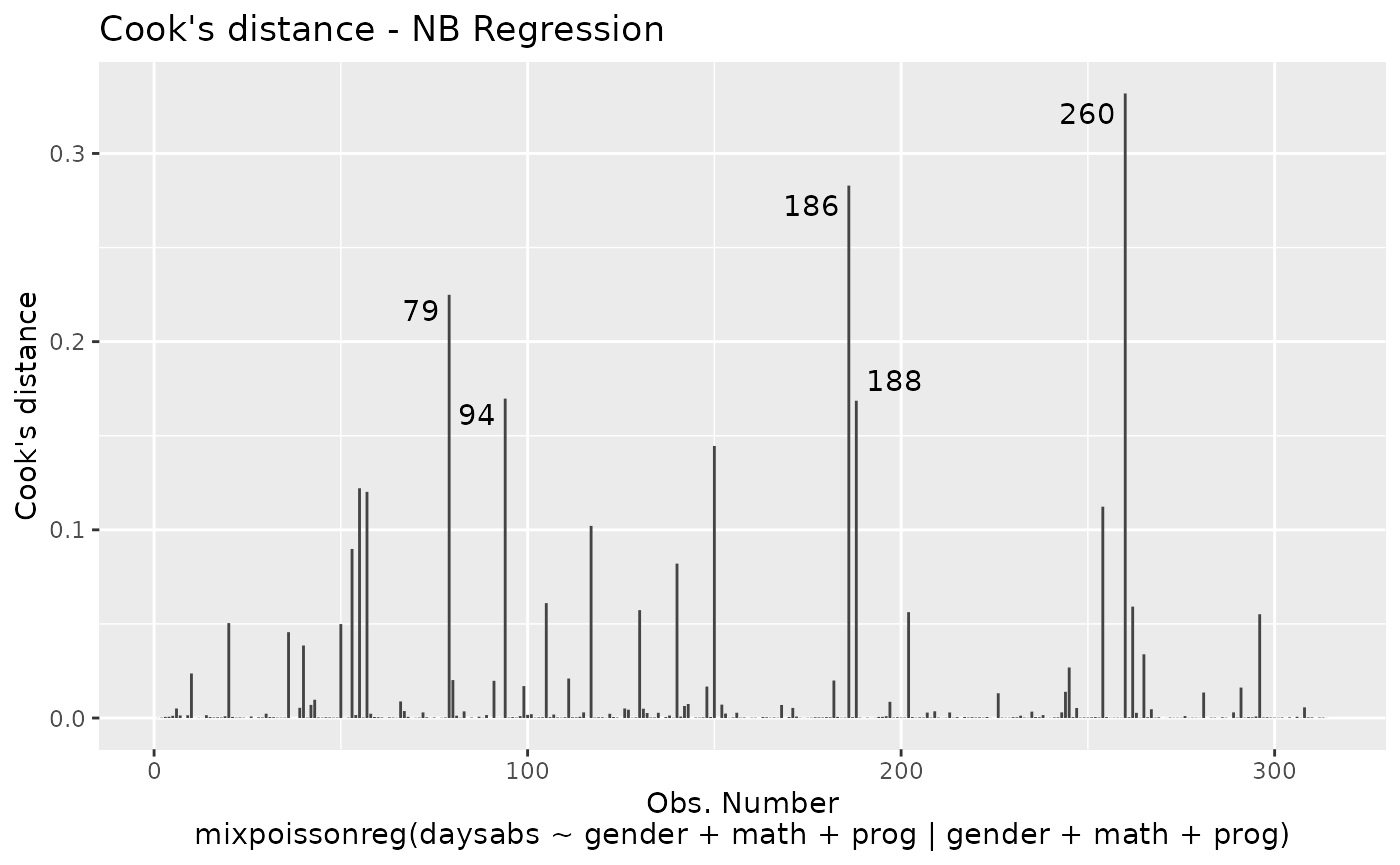 Cook's distance - NB Regression
260
0.3
186
79
0.2
188
94
Cook's distance
0.1
0.0
0 100 200 300
Obs. Number
mixpoissonreg(daysabs ~ gender + math + prog | gender + math + prog)